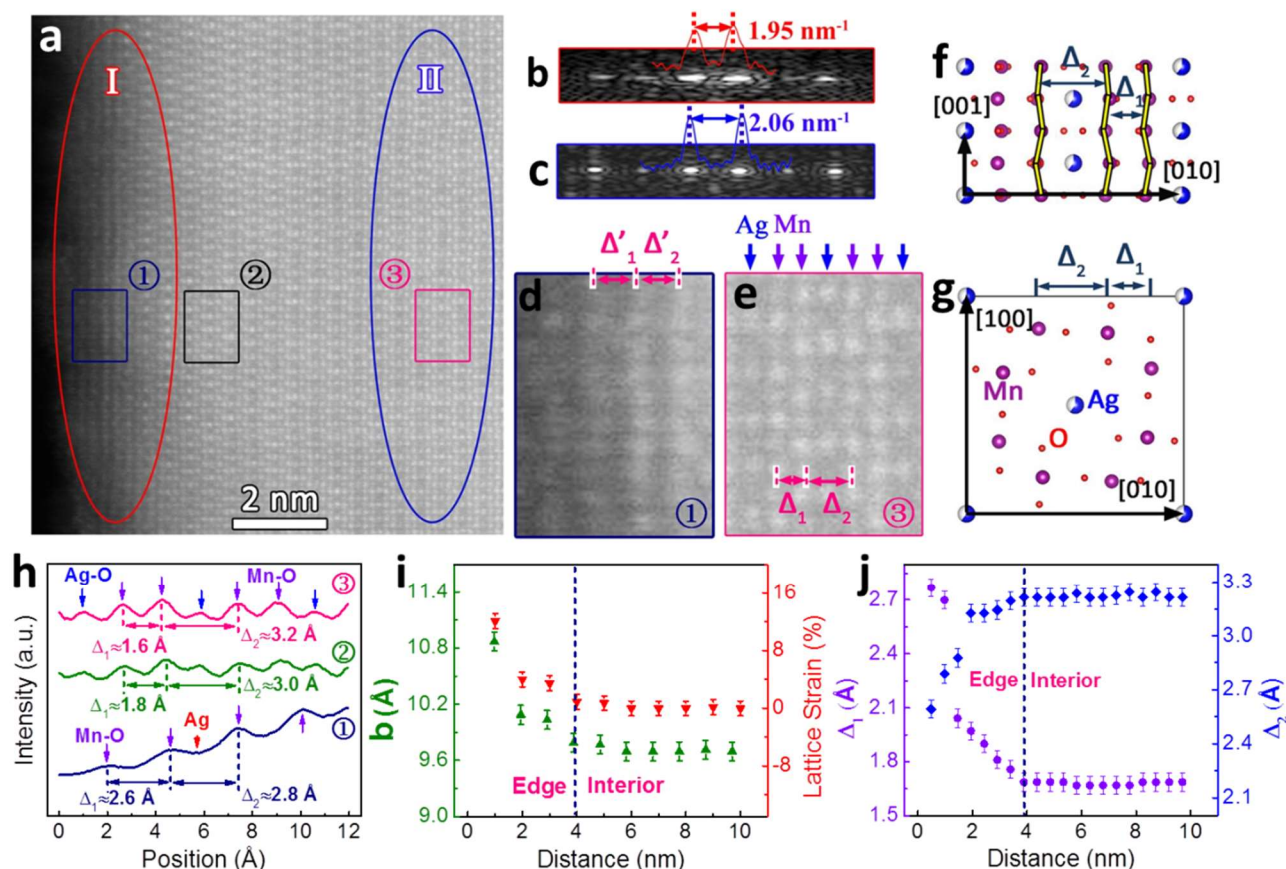 a
I
II
①
②
③
2 nm
b
1.95 nm⁻¹
2.06 nm⁻¹
c
f
Δ₂
Δ₁
[001]
[010]
Ag Mn
d
Δ'₁ Δ'₂
①
e
Δ₁ Δ₂
③
g
Δ₂ Δ₁
[100]
Mn
Ag
O
[010]
h
Intensity (a.u.)
Ag-O
Mn-O
③
Δ₁≈1.6 Å
Δ₂≈3.2 Å
②
Δ₁≈1.8 Å
Δ₂≈3.0 Å
Mn-O
Ag
①
Δ₁≈2.6 Å
Δ₂≈2.8 Å
0 2 4 6 8 10 12
Position (Å)
i
b (Å)
11.4
10.8
10.2
9.6
9.0
Lattice Strain (%)
16
8
0
-8
Edge Interior
0 2 4 6 8 10
Distance (nm)
j
Δ₁ (Å)
2.7
2.4
2.1
1.8
1.5
Δ₂ (Å)
3.3
3.0
2.7
2.4
2.1
Edge Interior
0 2 4 6 8 10
Distance (nm)